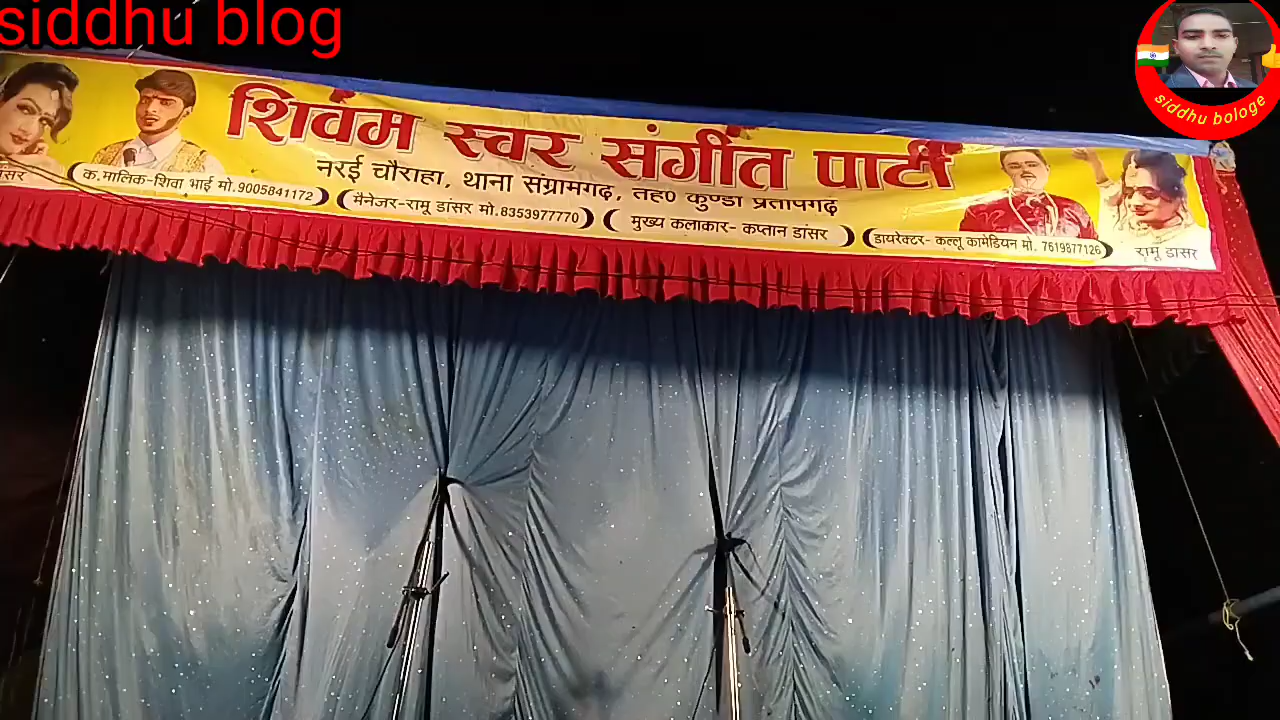 siddhu blog
siddhu bologe
शिवम स्वर संगीत पार्टी
नरई चौराहा, थाना संग्रामगढ़, तह0 कुण्डा प्रतापगढ़
क. मालिक-शिवा भाई मो.9005841172
मैनेजर-रामू डांसर मो.8353977770
मुख्य कलाकार- कप्तान डांसर
डायरेक्टर- कल्लू कामेडियन मो. 7619877126
रामू डांसर